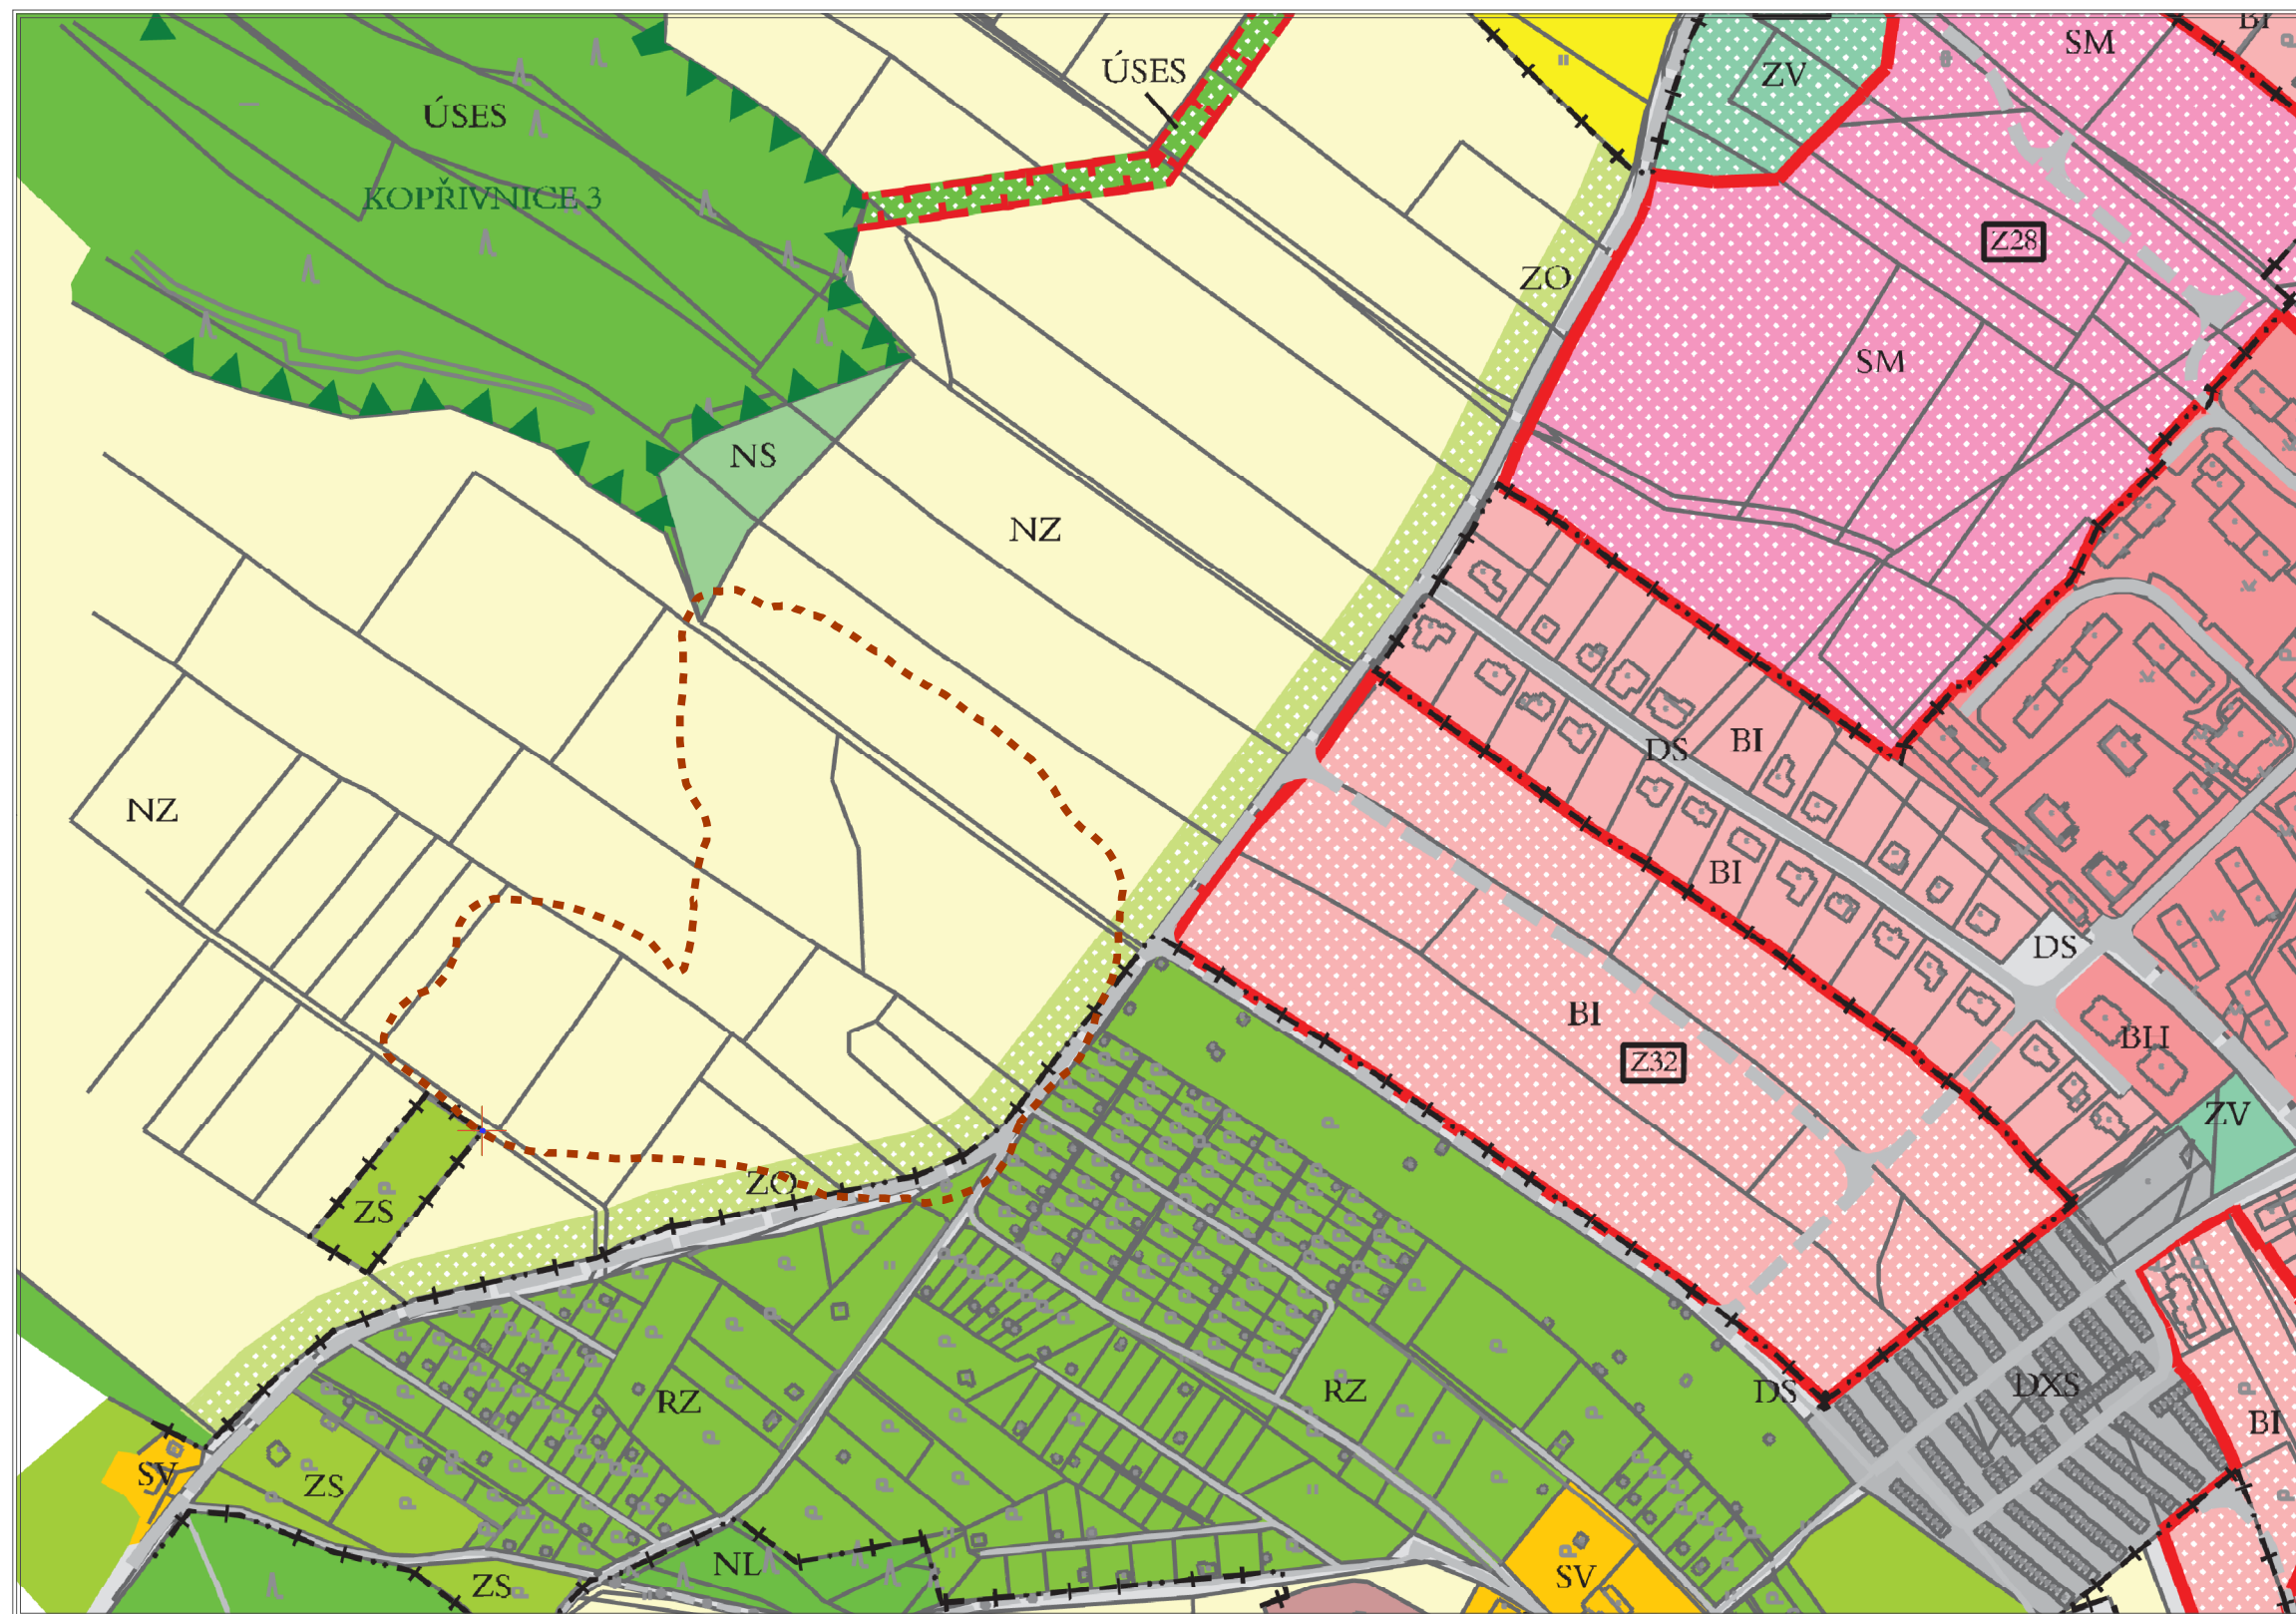 BI
SM
ÚSES
ZV
ÚSES
KOPŘIVNICE 3
Z28
ZO
SM
NS
NZ
DS
BI
NZ
BI
DS
BI
BH
Z32
ZV
ZO
ZS
DS
DXS
RZ
RZ
BI
SV
ZS
NL
ZS
SV